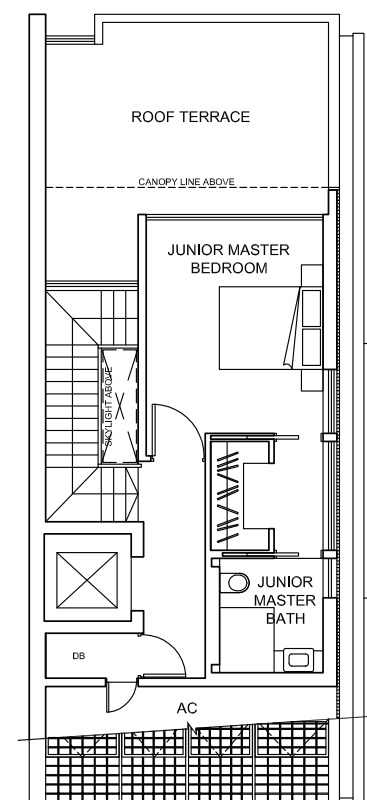 ROOF TERRACE
CANOPY LINE ABOVE
JUNIOR MASTER
BEDROOM
SKYLIGHT ABOVE
JUNIOR
MASTER
BATH
DB
AC